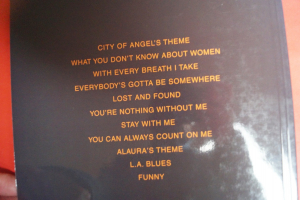 CITY OF ANGEL'S THEME
WHAT YOU DON'T KNOW ABOUT WOMEN
WITH EVERY BREATH I TAKE
EVERYBODY'S GOTTA BE SOMEWHERE
LOST AND FOUND
YOU'RE NOTHING WITHOUT ME
STAY WITH ME
YOU CAN ALWAYS COUNT ON ME
ALAURA'S THEME
L.A. BLUES
FUNNY